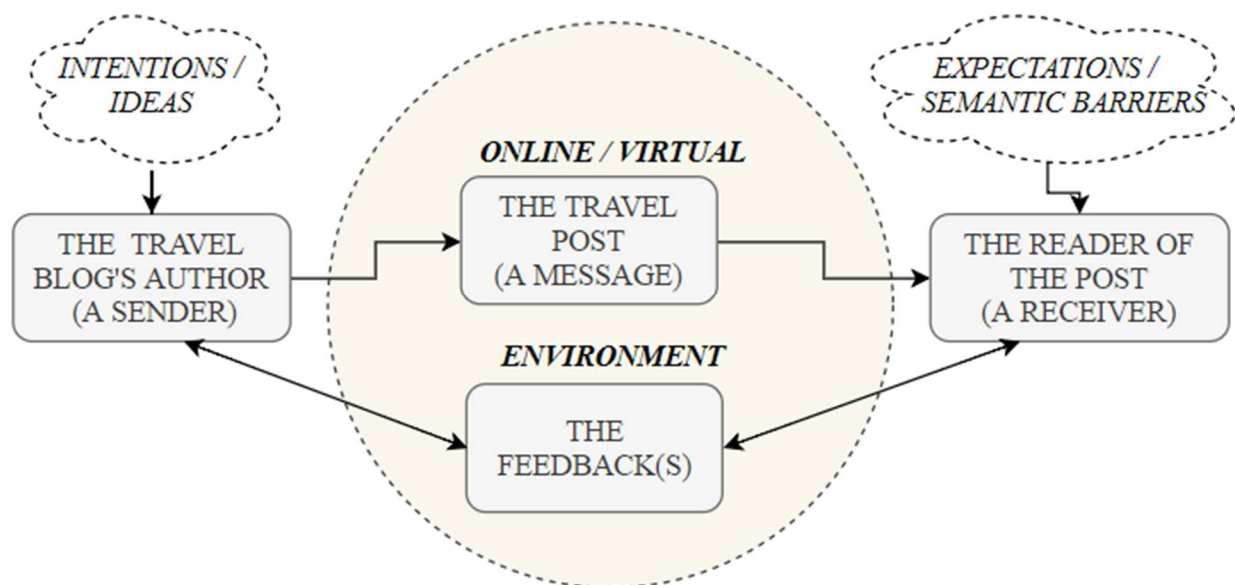 INTENTIONS /
IDEAS
EXPECTATIONS /
SEMANTIC BARRIERS
ONLINE / VIRTUAL
THE TRAVEL
BLOG'S AUTHOR
(A SENDER)
THE TRAVEL
POST
(A MESSAGE)
THE READER OF
THE POST
(A RECEIVER)
ENVIRONMENT
THE
FEEDBACK(S)